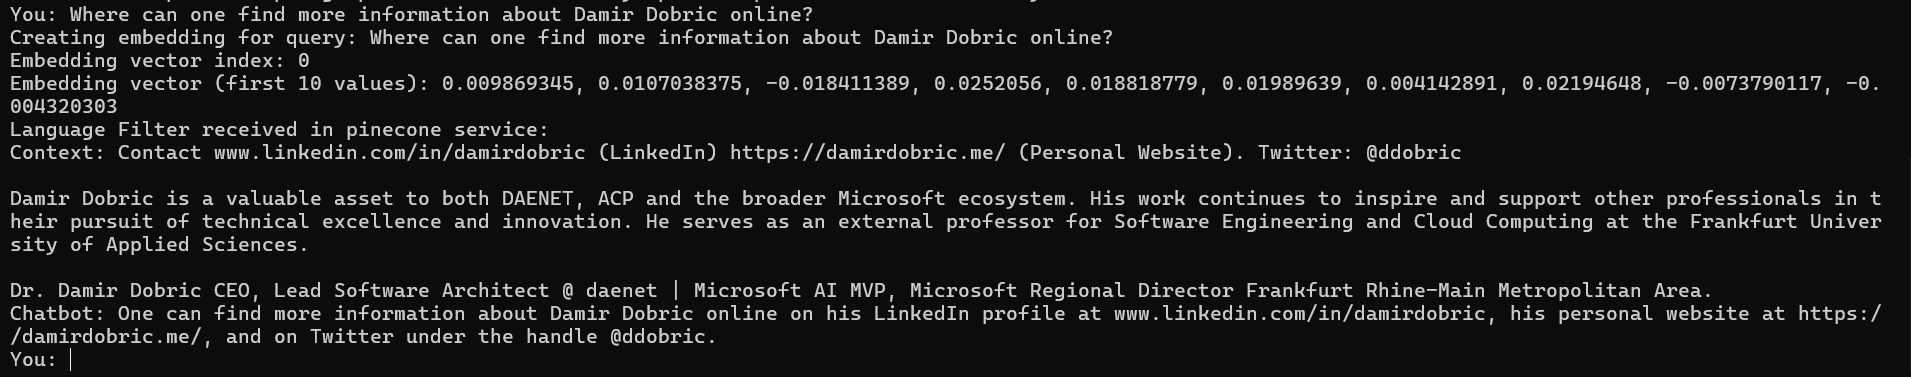 You: Where can one find more information about Damir Dobric online?
Creating embedding for query: Where can one find more information about Damir Dobric online?
Embedding vector index: 0
Embedding vector (first 10 values): 0.009869345, 0.0107038375, -0.018411389, 0.0252056, 0.018818779, 0.01989639, 0.004142891, 0.02194648, -0.0073790117, -0.
004320303
Language Filter received in pinecone service:
Context: Contact www.linkedin.com/in/damirdobric (LinkedIn) https://damirdobric.me/ (Personal Website). Twitter: @ddobric
Damir Dobric is a valuable asset to both DAENET, ACP and the broader Microsoft ecosystem. His work continues to inspire and support other professionals in t
heir pursuit of technical excellence and innovation. He serves as an external professor for Software Engineering and Cloud Computing at the Frankfurt Univer
sity of Applied Sciences.
Dr. Damir Dobric CEO, Lead Software Architect @ daenet | Microsoft AI MVP, Microsoft Regional Director Frankfurt Rhine-Main Metropolitan Area.
Chatbot: One can find more information about Damir Dobric online on his LinkedIn profile at www.linkedin.com/in/damirdobric, his personal website at https:/
/damirdobric.me/, and on Twitter under the handle @ddobric.
You: